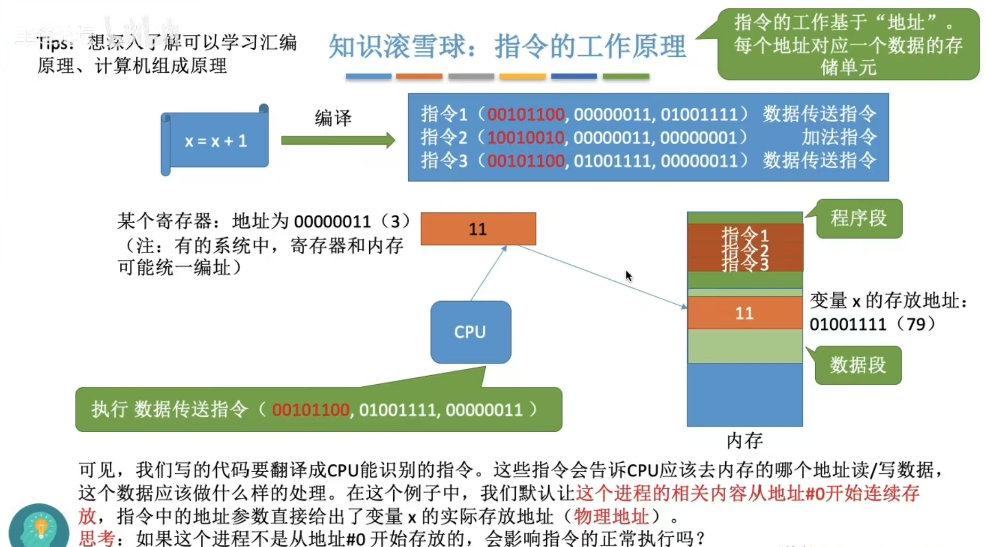 Tips：想深入了解可以学习汇编
原理、计算机组成原理
知识滚雪球：指令的工作原理
指令的工作基于“地址”。
每个地址对应一个数据的存
储单元
x = x + 1
编译
指令1（00101100, 00000011, 01001111） 数据传送指令
指令2（10010010, 00000011, 00000001） 加法指令
指令3（00101100, 01001111, 00000011） 数据传送指令
某个寄存器：地址为 00000011（3）
（注：有的系统中，寄存器和内存
可能统一编址）
11
程序段
指令1
指令2
指令3
CPU
11
变量 x 的存放地址：
01001111（79）
数据段
执行 数据传送指令（ 00101100, 01001111, 00000011 ）
内存
可见，我们写的代码要翻译成CPU能识别的指令。这些指令会告诉CPU应该去内存的哪个地址读/写数据，
这个数据应该做什么样的处理。在这个例子中，我们默认让这个进程的相关内容从地址#0开始连续存
放，指令中的地址参数直接给出了变量 x 的实际存放地址（物理地址）。
思考：如果这个进程不是从地址#0 开始存放的，会影响指令的正常执行吗？